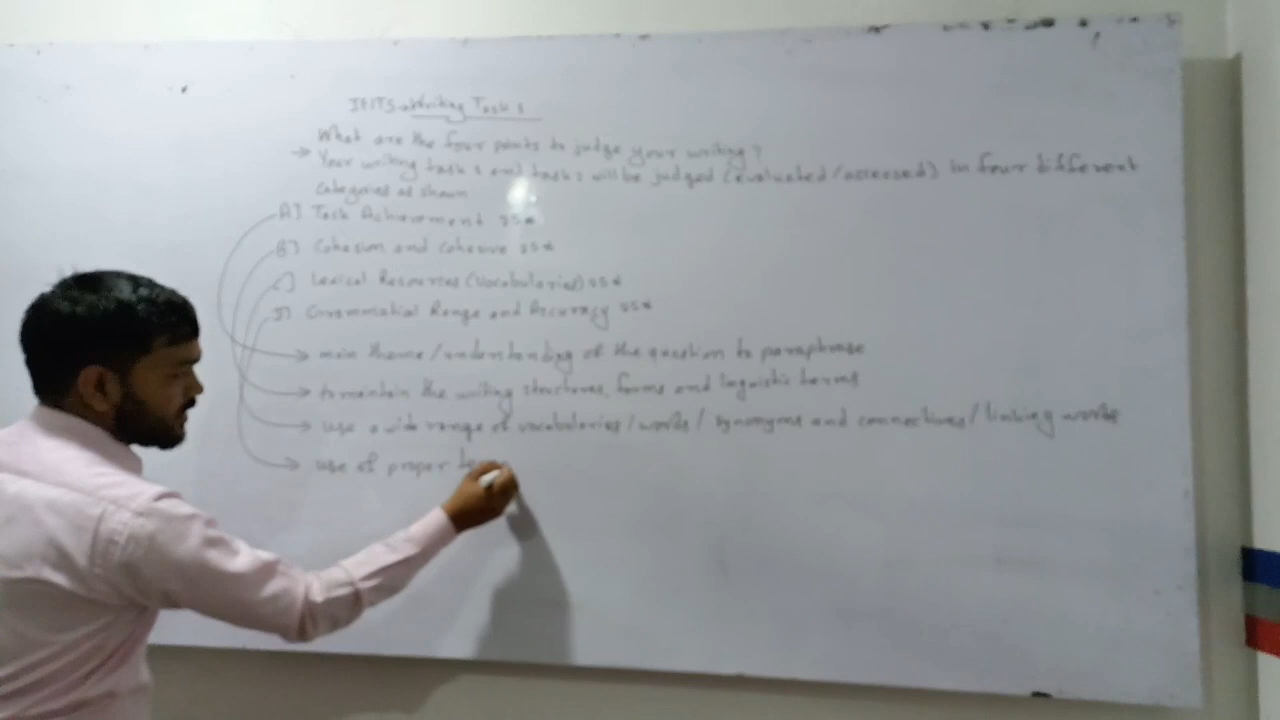 IELTS Writing Task 1
What are the four points to judge your writing?
→ Your writing task 1 and task 2 will be judged (evaluated/assessed) in four different
categories as shown
A) Task Achievement 25%
B) Cohesion and Cohesive 25%
C) Lexical Resources (Vocabularies) 25%
D) Grammatical Range and Accuracy 25%
→ main theme/understanding of the question to paraphrase
→ to maintain the writing structures, forms and linguistic terms
→ use a wide range of vocabularies/words/synonyms and connectives/linking words
→ use of proper